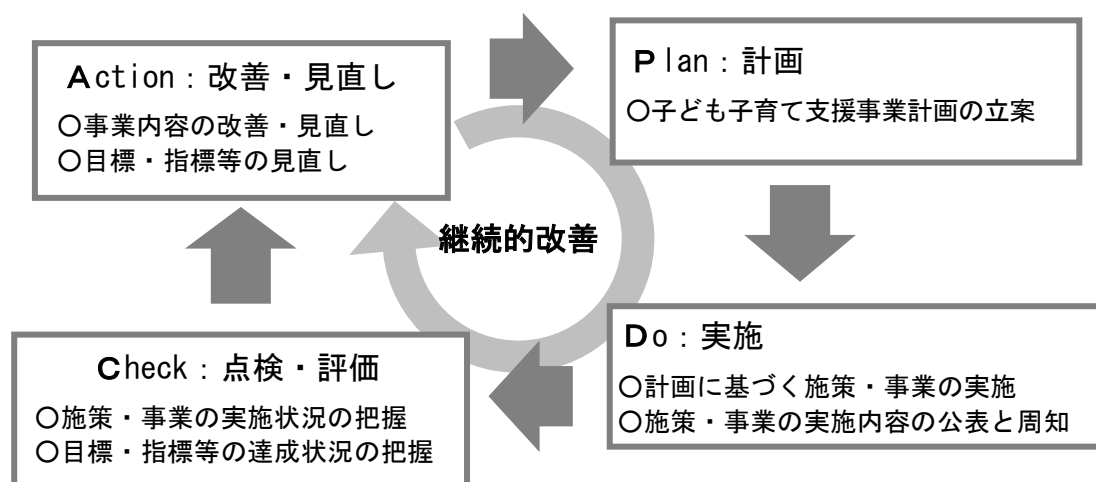 Action：改善・見直し
○事業内容の改善・見直し
○目標・指標等の見直し
Plan：計画
○子ども子育て支援事業計画の立案
継続的改善
Do：実施
○計画に基づく施策・事業の実施
○施策・事業の実施内容の公表と周知
Check：点検・評価
○施策・事業の実施状況の把握
○目標・指標等の達成状況の把握